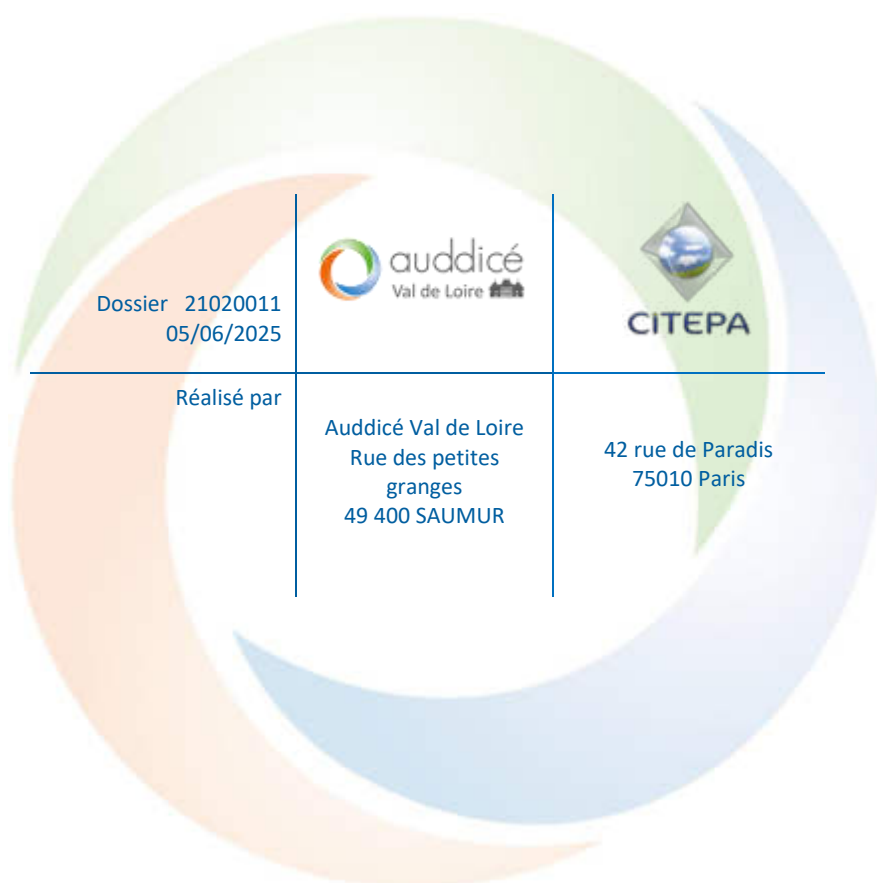 auddicé
Val de Loire
CITEPA
Dossier 21020011
05/06/2025
Réalisé par
Auddicé Val de Loire
Rue des petites
granges
49 400 SAUMUR
42 rue de Paradis
75010 Paris